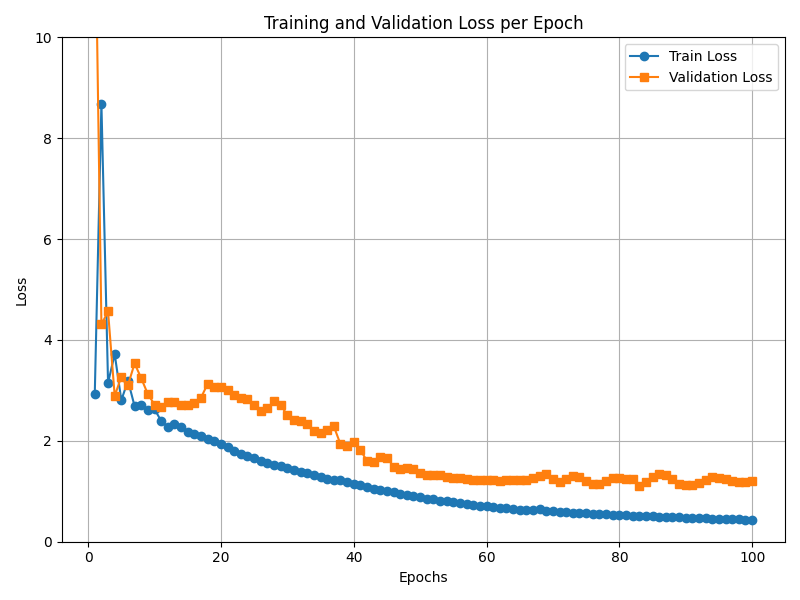 Training and Validation Loss per Epoch
10
8
6
4
2
0
Loss
Train Loss
Validation Loss
0 20 40 60 80 100
Epochs